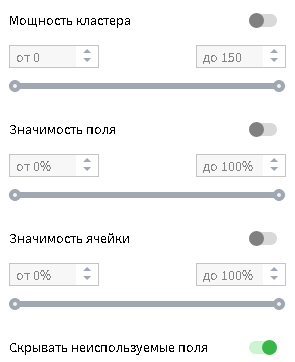 Мощность кластера
от 0 до 150
Значимость поля
от 0% до 100%
Значимость ячейки
от 0% до 100%
Скрывать неиспользуемые поля